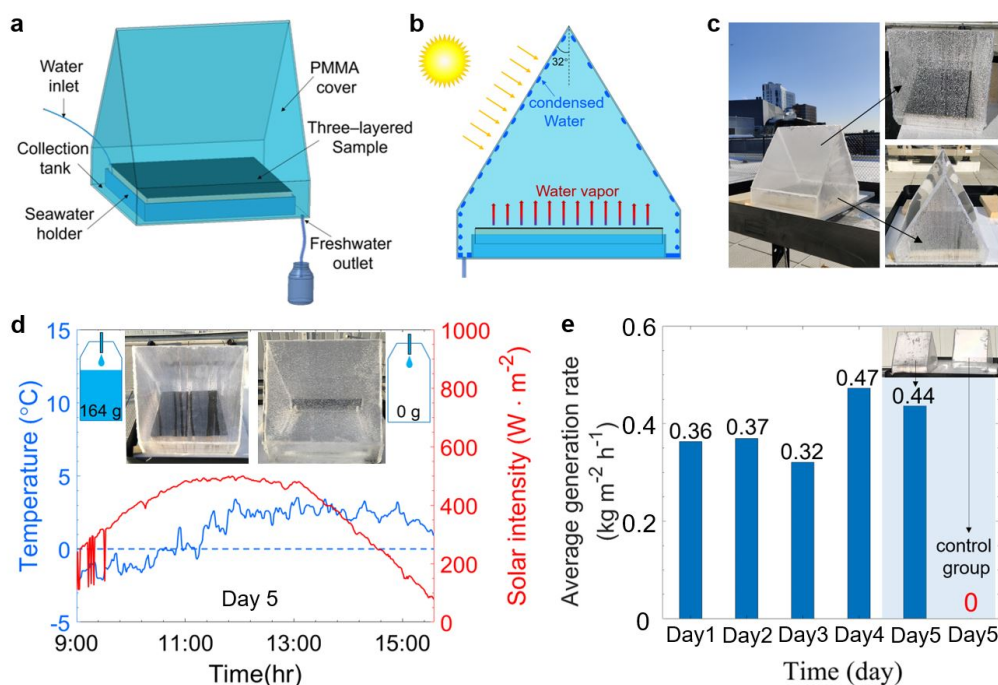 a
Water
inlet
Collection
tank
Seawater
holder
PMMA
cover
Three–layered
Sample
Freshwater
outlet
b
32°
condensed
Water
Water vapor
c
d
15
10
5
0
-5
Temperature (°C)
1000
800
600
400
200
0
Solar intensity (W · m⁻²)
164 g
0 g
Day 5
9:00 11:00 13:00 15:00
Time(hr)
e
0.6
0.4
0.2
0
Average generation rate
(kg m⁻² h⁻¹)
0.36
0.37
0.32
0.47
0.44
control
group
0
Day1 Day2 Day3 Day4 Day5 Day5
Time (day)